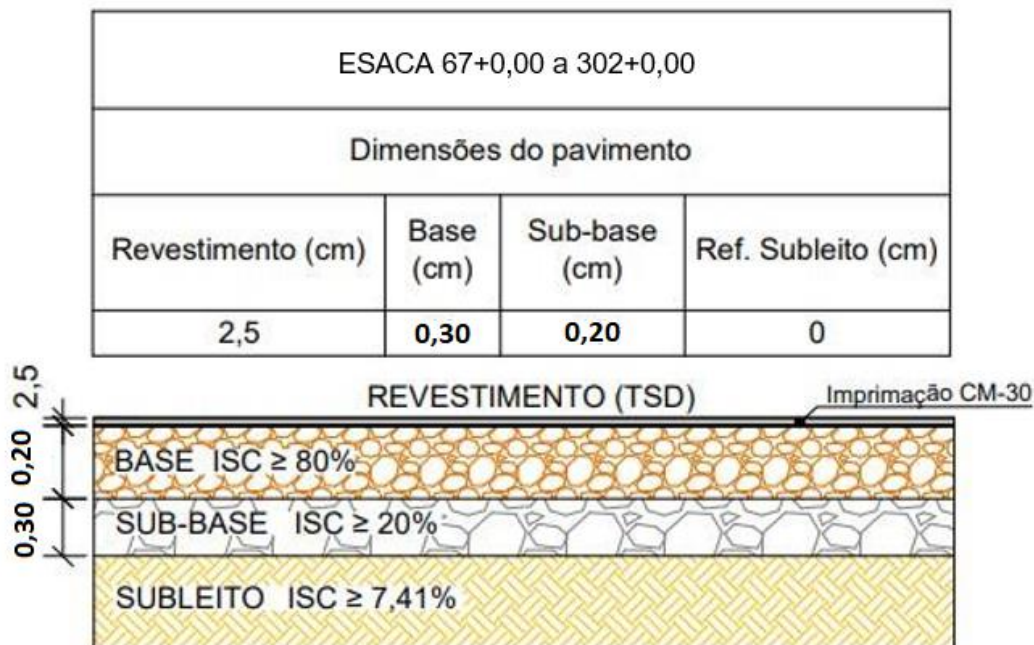 ESACA 67+0,00 a 302+0,00
Dimensões do pavimento
Revestimento (cm)
Base
(cm)
Sub-base
(cm)
Ref. Subleito (cm)
2,5
0,30
0,20
0
2,5
REVESTIMENTO (TSD)
Imprimação CM-30
0,20
BASE ISC ≥ 80%
0,30
SUB-BASE ISC ≥ 20%
SUBLEITO ISC ≥ 7,41%